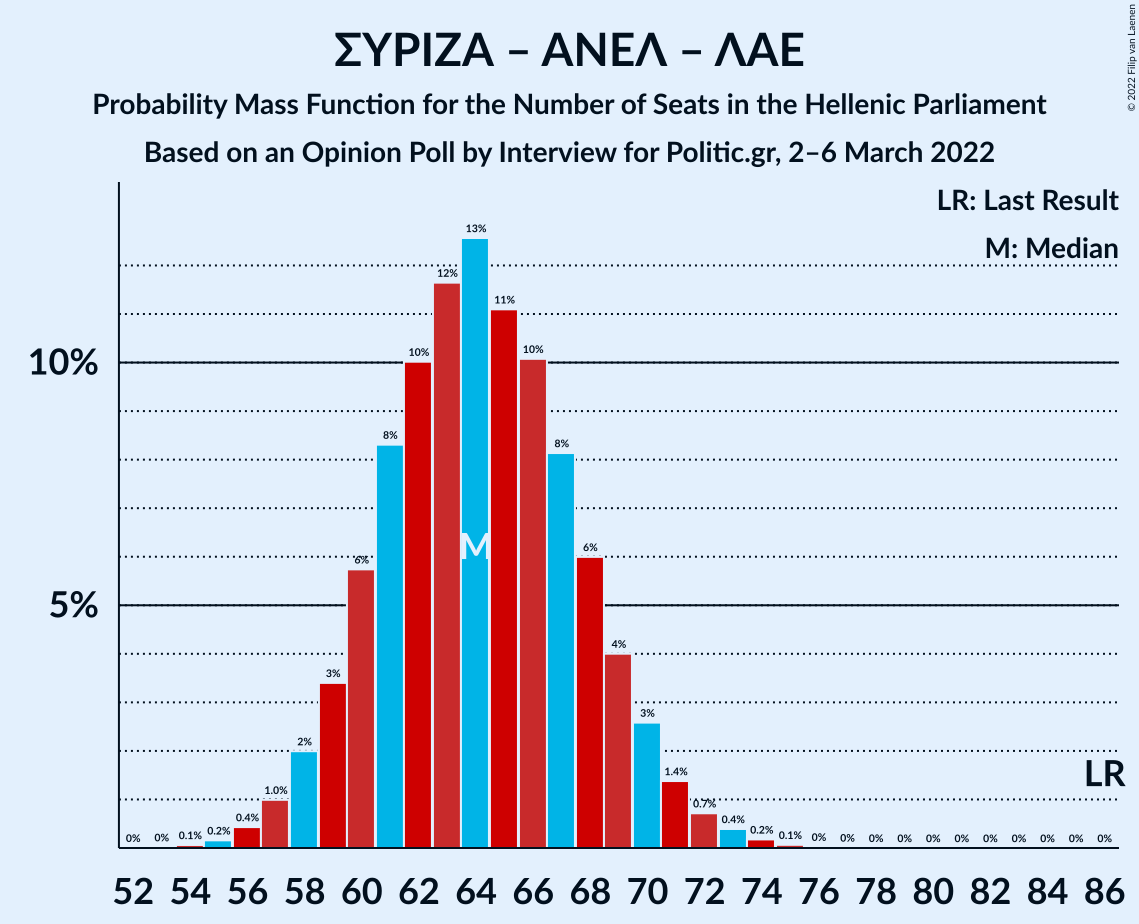 ΣΥΡΙΖΑ – ΑΝΕΛ – ΛΑΕ
Probability Mass Function for the Number of Seats in the Hellenic Parliament
Based on an Opinion Poll by Interview for Politic.gr, 2–6 March 2022
© 2022 Filip van Laenen
LR: Last Result
M: Median
10%
5%
0% 0% 0.1% 0.2% 0.4% 1.0% 2% 3% 6% 8% 10% 12% 13% 11% 10% 8% 6% 4% 3% 1.4% 0.7% 0.4% 0.2% 0.1% 0% 0% 0% 0% 0% 0% 0% 0% 0% 0% 0%
M
LR
52 54 56 58 60 62 64 66 68 70 72 74 76 78 80 82 84 86